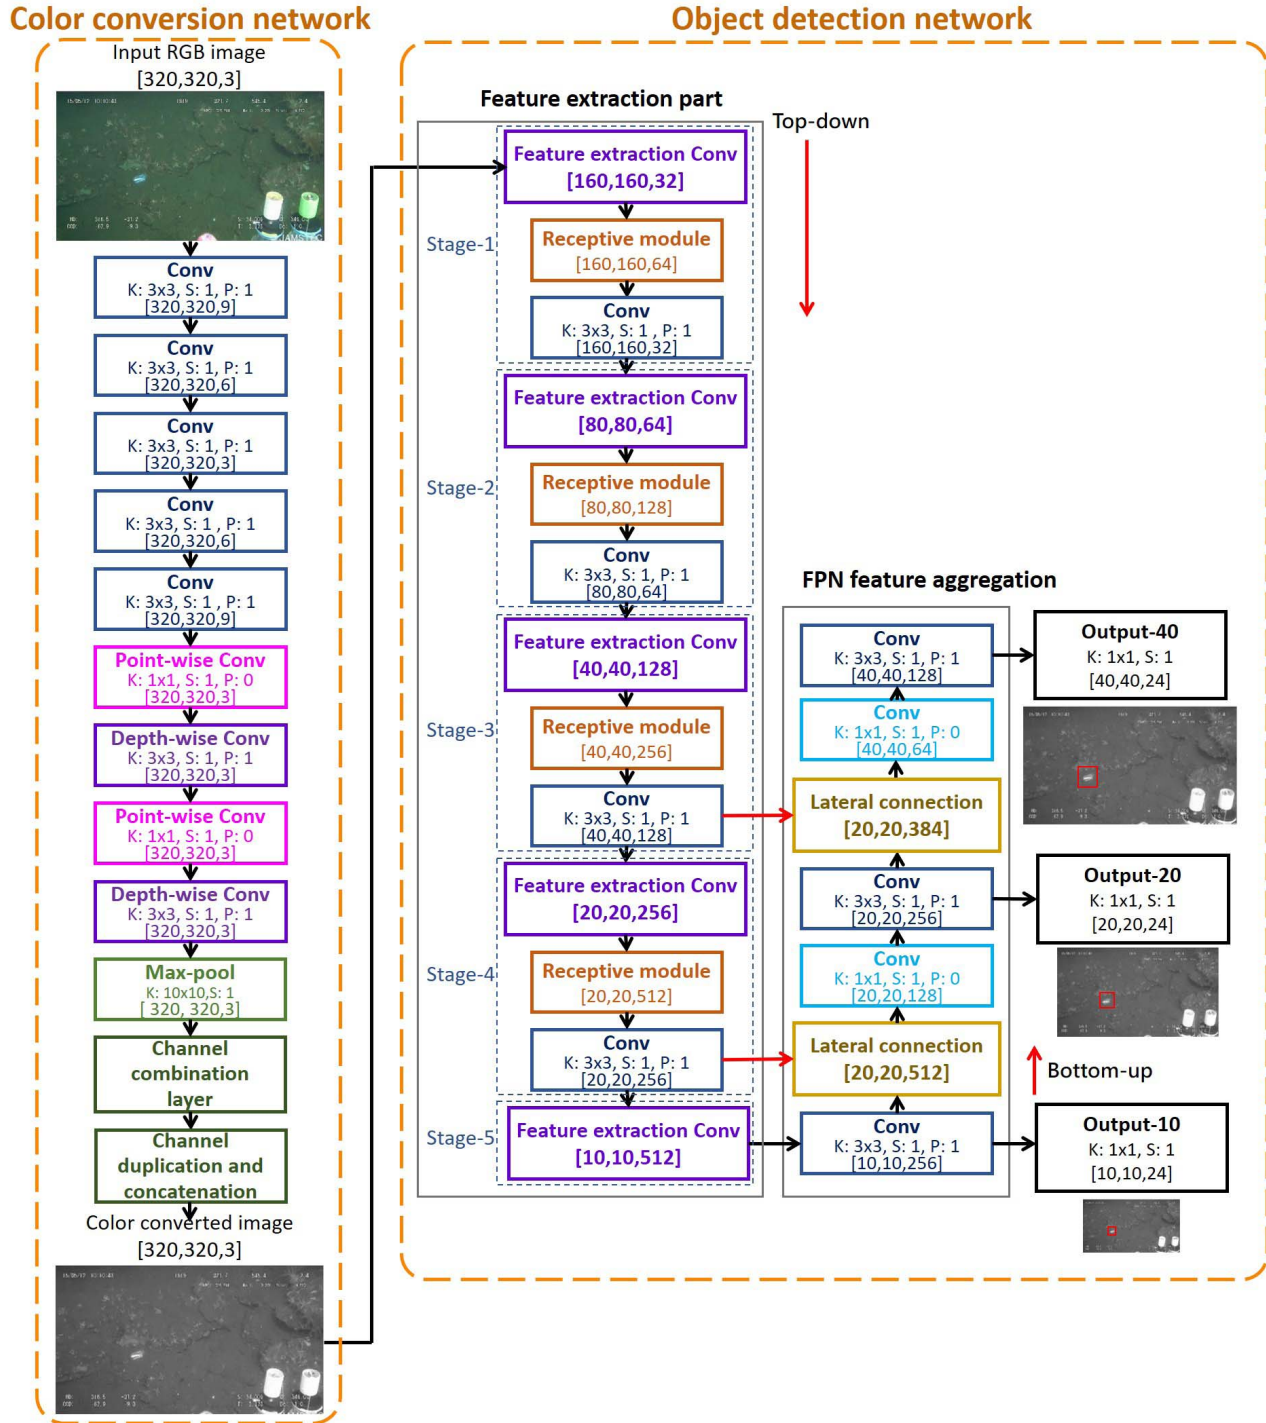 Color conversion network
Input RGB image
[320,320,3]
Conv
K: 3x3, S: 1, P: 1
[320,320,9]
Conv
K: 3x3, S: 1, P: 1
[320,320,6]
Conv
K: 3x3, S: 1, P: 1
[320,320,3]
Conv
K: 3x3, S: 1 , P: 1
[320,320,6]
Conv
K: 3x3, S: 1 , P: 1
[320,320,9]
Point-wise Conv
K: 1x1, S: 1, P: 0
[320,320,3]
Depth-wise Conv
K: 3x3, S: 1, P: 1
[320,320,3]
Point-wise Conv
K: 1x1, S: 1, P: 0
[320,320,3]
Depth-wise Conv
K: 3x3, S: 1, P: 1
[320,320,3]
Max-pool
K: 10x10,S: 1
[ 320, 320,3]
Channel
combination
layer
Channel
duplication and
concatenation
Color converted image
[320,320,3]
Object detection network
Feature extraction part
Top-down
Stage-1
Feature extraction Conv
[160,160,32]
Receptive module
[160,160,64]
Conv
K: 3x3, S: 1 , P: 1
[160,160,32]
Stage-2
Feature extraction Conv
[80,80,64]
Receptive module
[80,80,128]
Conv
K: 3x3, S: 1, P: 1
[80,80,64]
Stage-3
Feature extraction Conv
[40,40,128]
Receptive module
[40,40,256]
Conv
K: 3x3, S: 1, P: 1
[40,40,128]
Stage-4
Feature extraction Conv
[20,20,256]
Receptive module
[20,20,512]
Conv
K: 3x3, S: 1, P: 1
[20,20,256]
Stage-5
Feature extraction Conv
[10,10,512]
FPN feature aggregation
Conv
K: 3x3, S: 1, P: 1
[40,40,128]
Conv
K: 1x1, S: 1, P: 0
[40,40,64]
Lateral connection
[20,20,384]
Conv
K: 3x3, S: 1, P: 1
[20,20,256]
Conv
K: 1x1, S: 1, P: 0
[20,20,128]
Lateral connection
[20,20,512]
Conv
K: 3x3, S: 1, P: 1
[10,10,256]
Output-40
K: 1x1, S: 1
[40,40,24]
Output-20
K: 1x1, S: 1
[20,20,24]
Bottom-up
Output-10
K: 1x1, S: 1
[10,10,24]